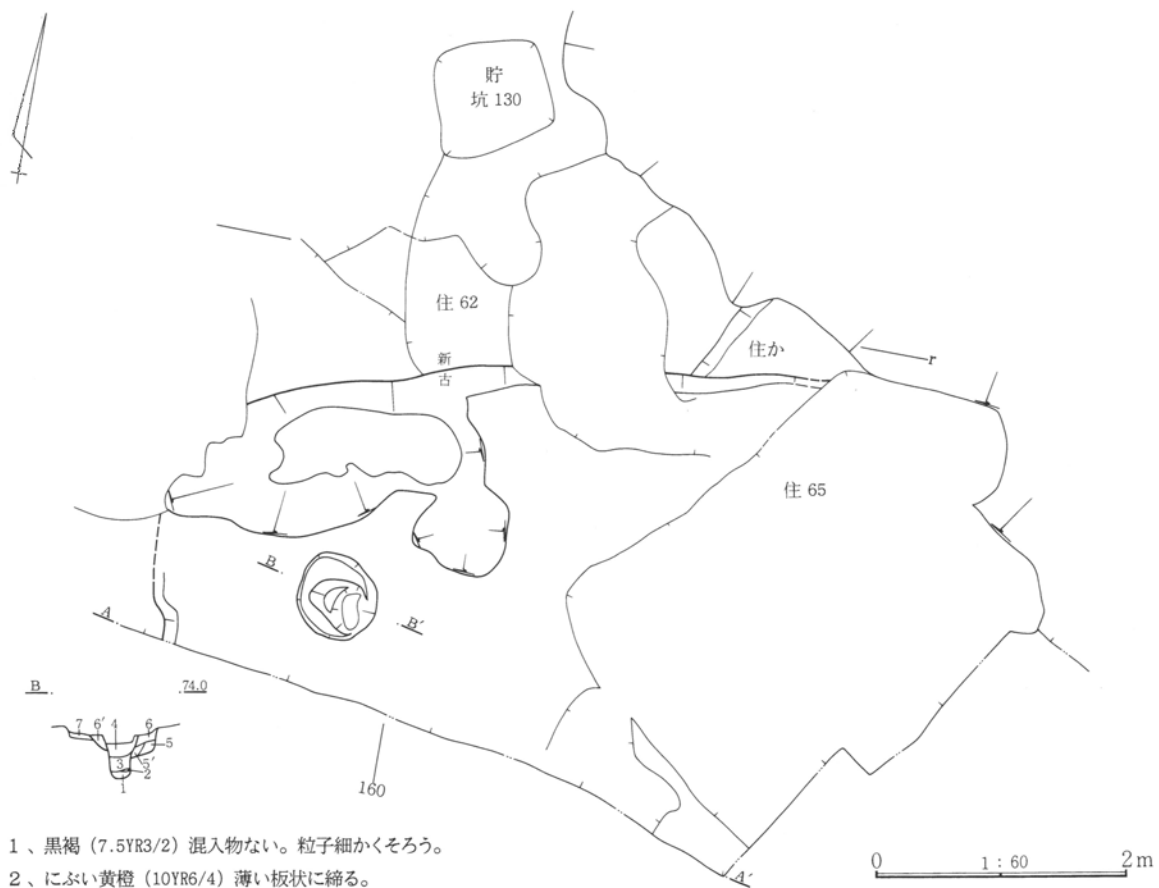 貯
坑 130
住 62
新
古
住か
r
住 65
B
B′
A
B
74.0
7 6′ 4 6
5
5′
3
2
1
160
A′
1、黒褐（7.5YR3/2）混入物ない。粒子細かくそろう。
2、にぶい黄橙（10YR6/4）薄い板状に締る。
0 1：60 2m